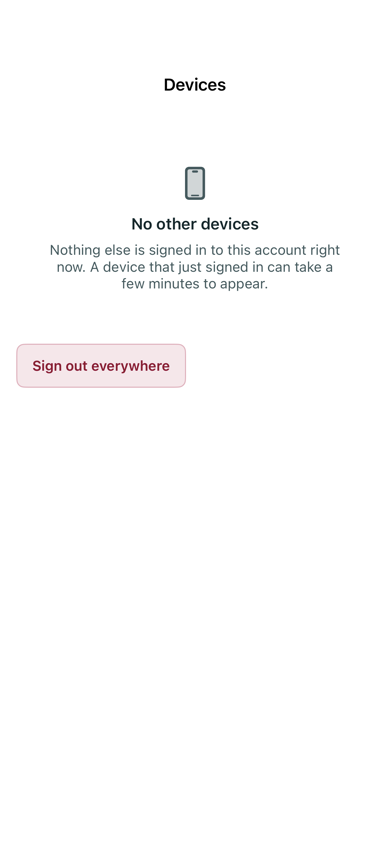 Devices
No other devices
Nothing else is signed in to this account right
now. A device that just signed in can take a
few minutes to appear.
Sign out everywhere